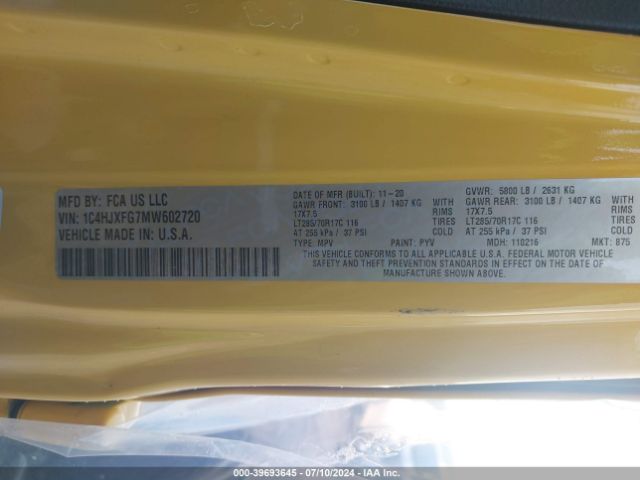 MFD BY: FCA US LLC
VIN: 1C4HJXFG7MW602720
VEHICLE MADE IN: U.S.A.
DATE OF MFR (BUILT): 11-20
GAWR FRONT: 3100 LB / 1407 KG WITH
17X7.5 RIMS
LT285/70R17C 116 TIRES
AT 255 kPa / 37 PSI COLD
TYPE: MPV PAINT: PYV
GVWR: 5800 LB / 2631 KG
GAWR REAR: 3100 LB / 1407 KG WITH
17X7.5 RIMS
LT285/70R17C 116 TIRES
AT 255 kPa / 37 PSI COLD
MDH: 110216 MKT: 875
THIS VEHICLE CONFORMS TO ALL APPLICABLE U.S.A. FEDERAL MOTOR VEHICLE
SAFETY AND THEFT PREVENTION STANDARDS IN EFFECT ON THE DATE OF
MANUFACTURE SHOWN ABOVE.
000-39693645 / 07/10/2024 - IAA Inc.